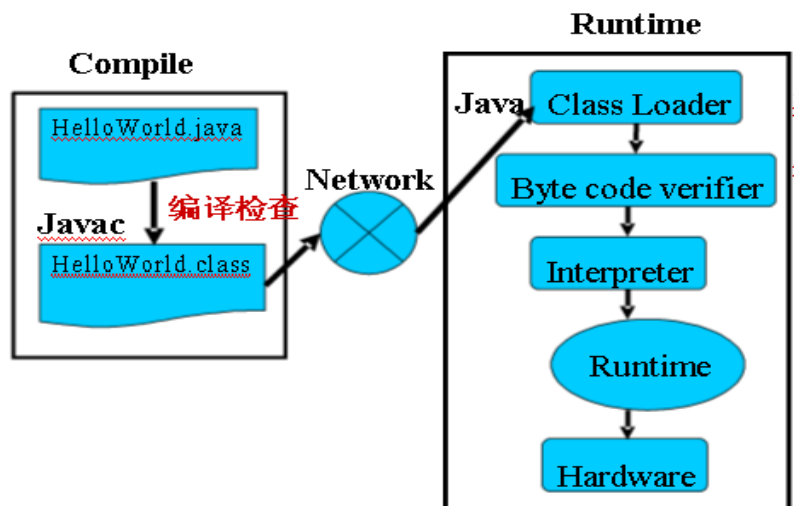 Compile
HelloWorld.java
编译检查
Javac
HelloWorld.class
Network
Runtime
Java
Class Loader
Byte code verifier
Interpreter
Runtime
Hardware